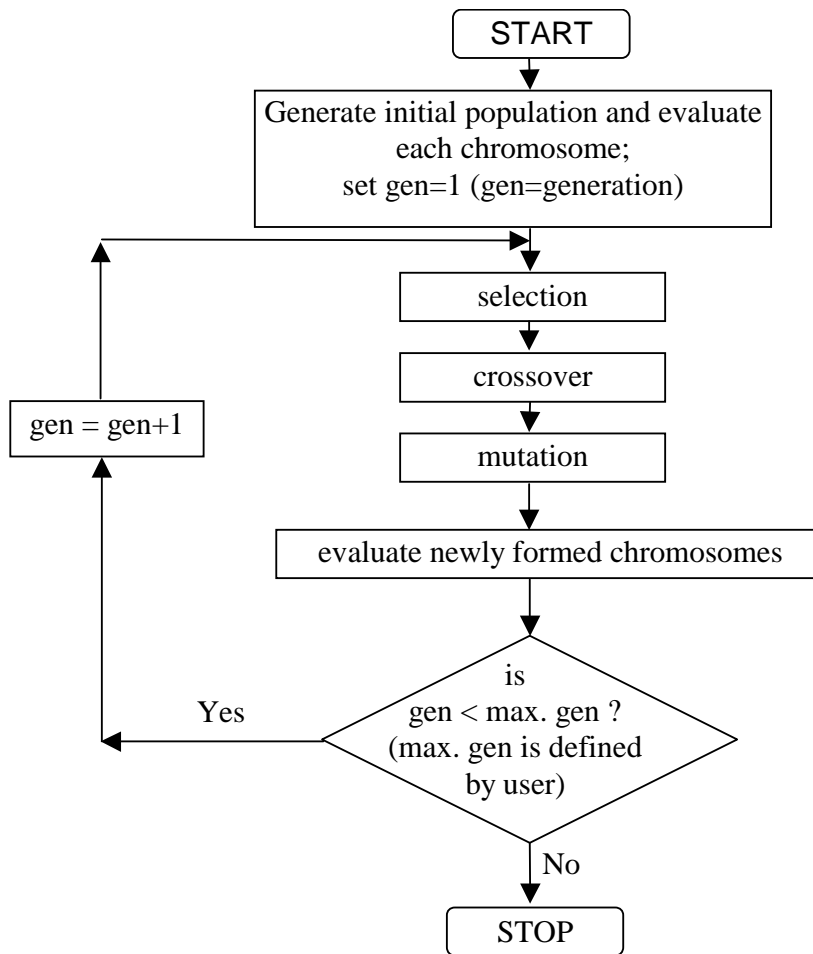 START
Generate initial population and evaluate
each chromosome;
set gen=1 (gen=generation)
selection
crossover
gen = gen+1
mutation
evaluate newly formed chromosomes
is
gen < max. gen ?
(max. gen is defined
by user)
Yes
No
STOP